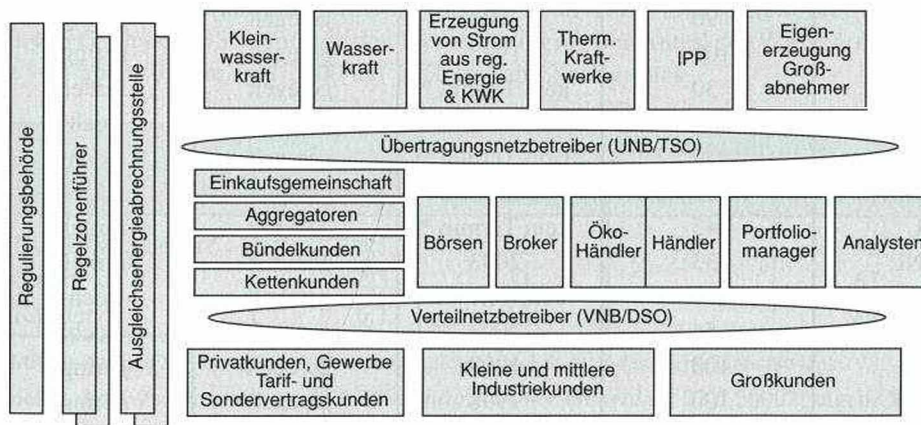 Regulierungsbehörde
Regelzonenführer
Ausgleichsenergieabrechnungsstelle
Klein-
wasser-
kraft
Wasser-
kraft
Erzeugung
von Strom
aus reg.
Energie
& KWK
Therm.
Kraft-
werke
IPP
Eigen-
erzeugung
Groß-
abnehmer
Übertragungsnetzbetreiber (UNB/TSO)
Einkaufsgemeinschaft
Aggregatoren
Bündelkunden
Kettenkunden
Börsen
Broker
Öko-
Händler
Händler
Portfolio-
manager
Analysten
Verteilnetzbetreiber (VNB/DSO)
Privatkunden, Gewerbe
Tarif- und
Sondervertragskunden
Kleine und mittlere
Industriekunden
Großkunden